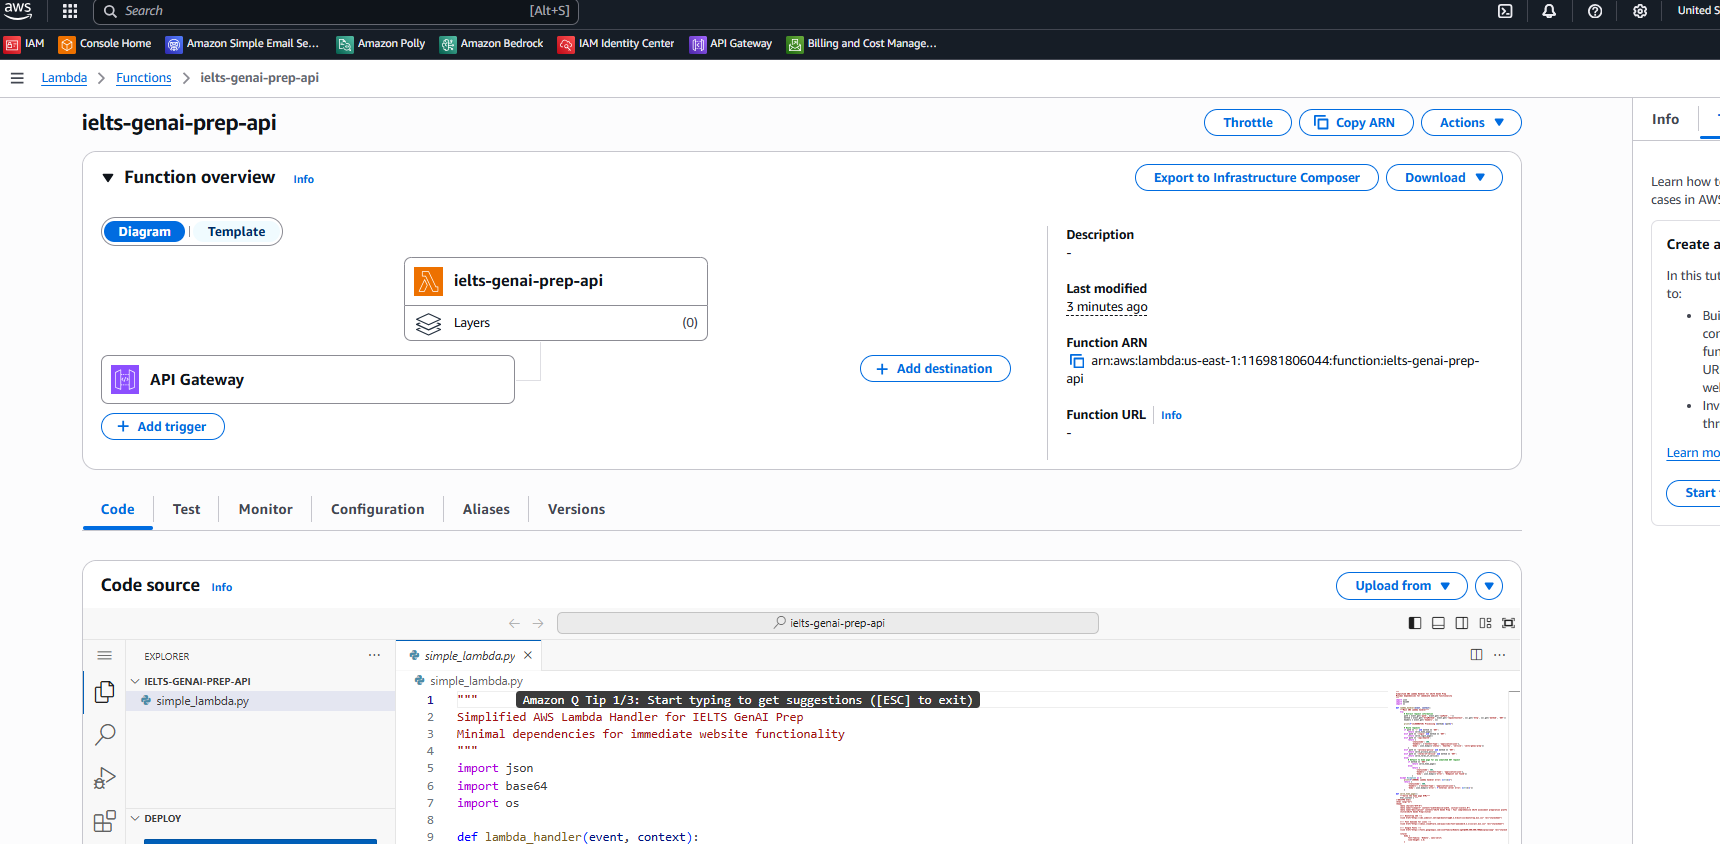 aws
Search
[Alt+S]
United S
IAM
Console Home
Amazon Simple Email Se...
Amazon Polly
Amazon Bedrock
IAM Identity Center
API Gateway
Billing and Cost Manage...
Lambda
Functions
ielts-genai-prep-api
ielts-genai-prep-api
Throttle
Copy ARN
Actions
Info
Function overview
Info
Export to Infrastructure Composer
Download
Learn how t
cases in AWS
Diagram
Template
Description
-
Create a
ielts-genai-prep-api
Layers
(0)
Last modified
3 minutes ago
In this tut
to:
Bui
con
fun
UR
wel
Inv
thr
Function ARN
arn:aws:lambda:us-east-1:116981806044:function:ielts-genai-prep-
api
API Gateway
Add destination
Add trigger
Function URL
Info
-
Learn mo
Start
Code
Test
Monitor
Configuration
Aliases
Versions
Code source
Info
Upload from
ielts-genai-prep-api
EXPLORER
IELTS-GENAI-PREP-API
simple_lambda.py
DEPLOY
simple_lambda.py
simple_lambda.py
Amazon Q Tip 1/3: Start typing to get suggestions ([ESC] to exit)
1 """
2 Simplified AWS Lambda Handler for IELTS GenAI Prep
3 Minimal dependencies for immediate website functionality
4 """
5 import json
6 import base64
7 import os
8
9 def lambda_handler(event, context):